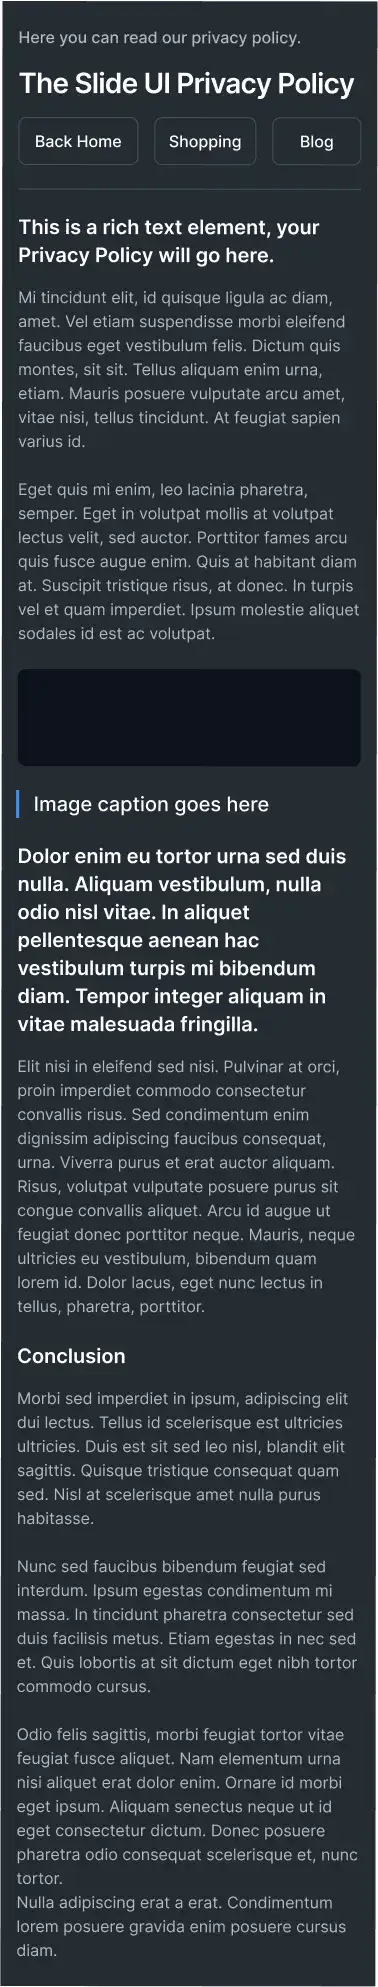 Here you can read our privacy policy.
The Slide UI Privacy Policy
Back Home
Shopping
Blog
This is a rich text element, your
Privacy Policy will go here.
Mi tincidunt elit, id quisque ligula ac diam,
amet. Vel etiam suspendisse morbi eleifend
faucibus eget vestibulum felis. Dictum quis
montes, sit sit. Tellus aliquam enim urna,
etiam. Mauris posuere vulputate arcu amet,
vitae nisi, tellus tincidunt. At feugiat sapien
varius id.
Eget quis mi enim, leo lacinia pharetra,
semper. Eget in volutpat mollis at volutpat
lectus velit, sed auctor. Porttitor fames arcu
quis fusce augue enim. Quis at habitant diam
at. Suscipit tristique risus, at donec. In turpis
vel et quam imperdiet. Ipsum molestie aliquet
sodales id est ac volutpat.
Image caption goes here
Dolor enim eu tortor urna sed duis
nulla. Aliquam vestibulum, nulla
odio nisl vitae. In aliquet
pellentesque aenean hac
vestibulum turpis mi bibendum
diam. Tempor integer aliquam in
vitae malesuada fringilla.
Elit nisi in eleifend sed nisi. Pulvinar at orci,
proin imperdiet commodo consectetur
convallis risus. Sed condimentum enim
dignissim adipiscing faucibus consequat,
urna. Viverra purus et erat auctor aliquam.
Risus, volutpat vulputate posuere purus sit
congue convallis aliquet. Arcu id augue ut
feugiat donec porttitor neque. Mauris, neque
ultricies eu vestibulum, bibendum quam
lorem id. Dolor lacus, eget nunc lectus in
tellus, pharetra, porttitor.
Conclusion
Morbi sed imperdiet in ipsum, adipiscing elit
dui lectus. Tellus id scelerisque est ultricies
ultricies. Duis est sit sed leo nisl, blandit elit
sagittis. Quisque tristique consequat quam
sed. Nisl at scelerisque amet nulla purus
habitasse.
Nunc sed faucibus bibendum feugiat sed
interdum. Ipsum egestas condimentum mi
massa. In tincidunt pharetra consectetur sed
duis facilisis metus. Etiam egestas in nec sed
et. Quis lobortis at sit dictum eget nibh tortor
commodo cursus.
Odio felis sagittis, morbi feugiat tortor vitae
feugiat fusce aliquet. Nam elementum urna
nisi aliquet erat dolor enim. Ornare id morbi
eget ipsum. Aliquam senectus neque ut id
eget consectetur dictum. Donec posuere
pharetra odio consequat scelerisque et, nunc
tortor.
Nulla adipiscing erat a erat. Condimentum
lorem posuere gravida enim posuere cursus
diam.